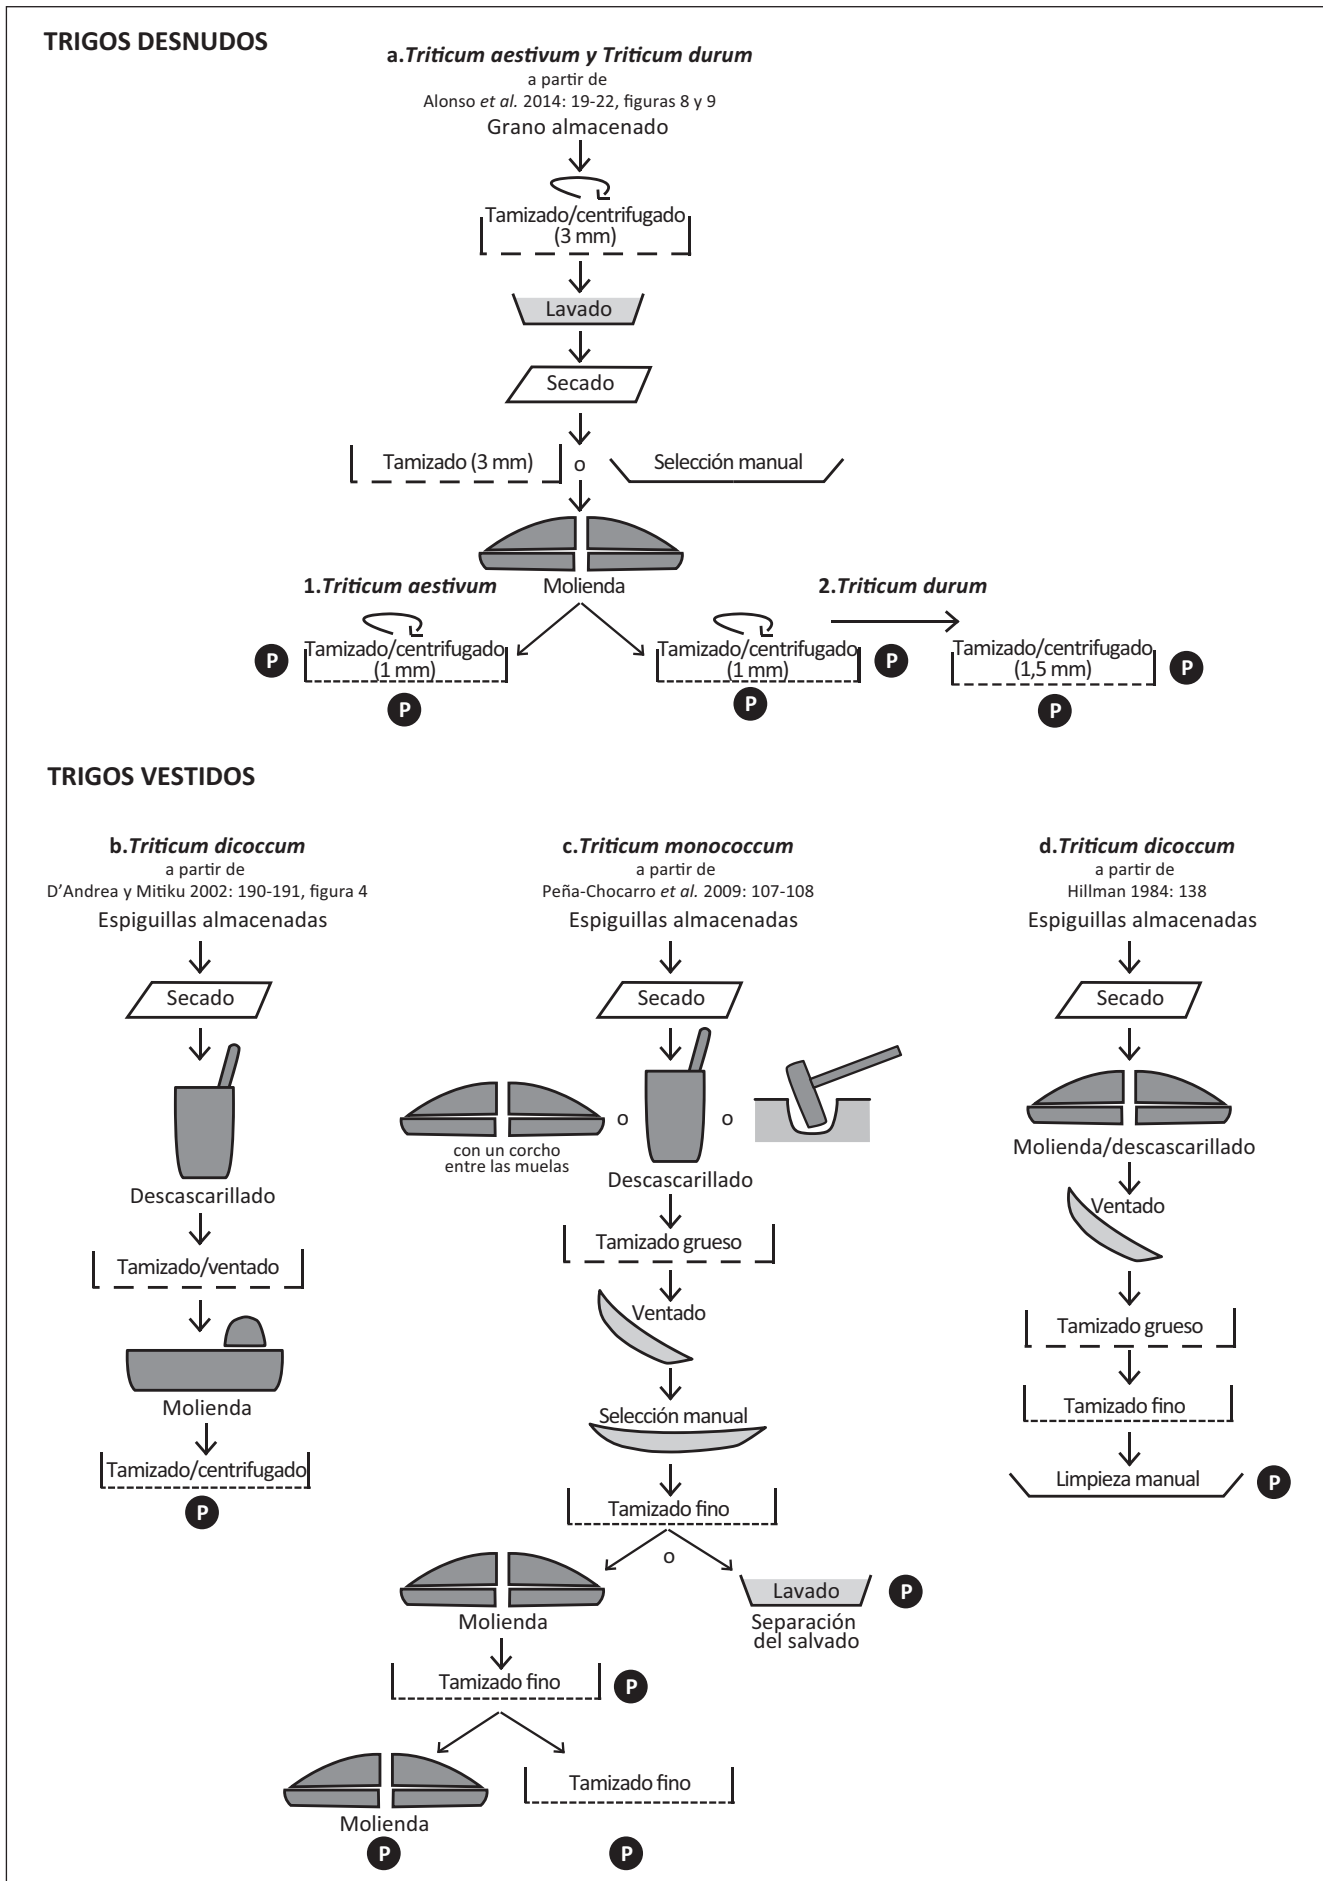 TRIGOS DESNUDOS
a.Triticum aestivum y Triticum durum
a partir de
Alonso et al. 2014: 19-22, figuras 8 y 9
Grano almacenado
Tamizado/centrifugado
(3 mm)
Lavado
Secado
Tamizado (3 mm) o Selección manual
Molienda
1.Triticum aestivum
2.Triticum durum
P
Tamizado/centrifugado
(1 mm)
P
Tamizado/centrifugado
(1 mm)
P
P
Tamizado/centrifugado
(1,5 mm)
P
P
TRIGOS VESTIDOS
b.Triticum dicoccum
a partir de
D'Andrea y Mitiku 2002: 190-191, figura 4
Espiguillas almacenadas
Secado
Descascarillado
Tamizado/ventado
Molienda
Tamizado/centrifugado
P
c.Triticum monococcum
a partir de
Peña-Chocarro et al. 2009: 107-108
Espiguillas almacenadas
Secado
o
o
con un corcho
entre las muelas
Descascarillado
Tamizado grueso
Ventado
Selección manual
Tamizado fino
o
Molienda
Lavado
P
Separación
del salvado
Tamizado fino
P
Molienda
P
Tamizado fino
P
d.Triticum dicoccum
a partir de
Hillman 1984: 138
Espiguillas almacenadas
Secado
Molienda/descascarillado
Ventado
Tamizado grueso
Tamizado fino
Limpieza manual
P